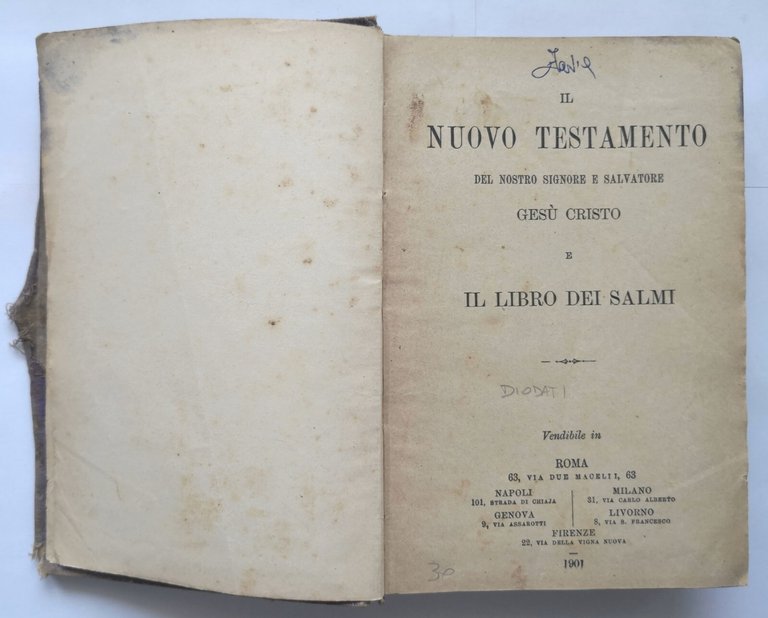 IL
NUOVO TESTAMENTO
DEL NOSTRO SIGNORE E SALVATORE
GESÙ CRISTO
E
IL LIBRO DEI SALMI
DIODATI
Vendibile in
ROMA
63, VIA DUE MACELLI, 63
NAPOLI
101, STRADA DI CHIAJA
MILANO
31, VIA CARLO ALBERTO
GENOVA
9, VIA ASSAROTTI
LIVORNO
8, VIA S. FRANCESCO
FIRENZE
22, VIA DELLA VIGNA NUOVA
1901
30